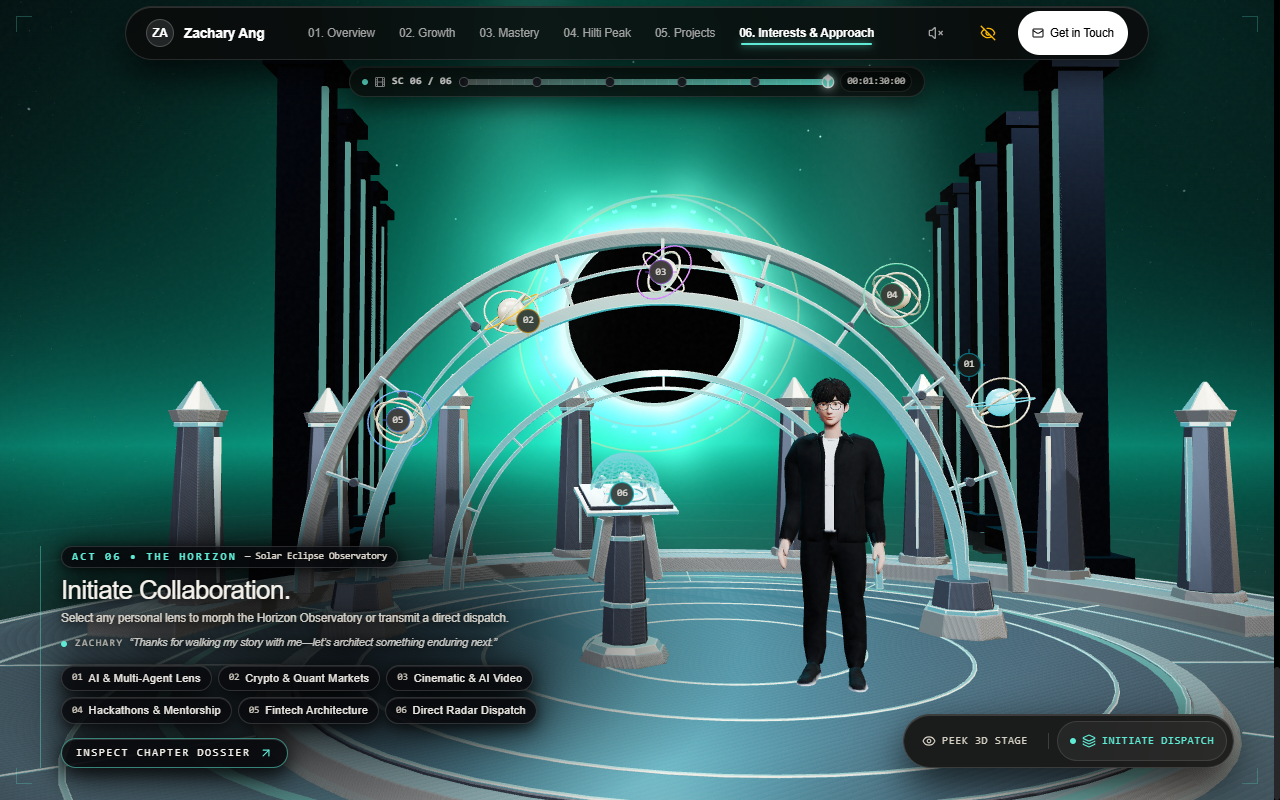 ZA Zachary Ang 01. Overview 02. Growth 03. Mastery 04. Hilti Peak 05. Projects 06. Interests & Approach Get in Touch
SC 06 / 06 00:01:30:00
03
04
02
01
05
06
ACT 06 • THE HORIZON — Solar Eclipse Observatory
Initiate Collaboration.
Select any personal lens to morph the Horizon Observatory or transmit a direct dispatch.
• ZACHARY "Thanks for walking my story with me—let's architect something enduring next."
01 AI & Multi-Agent Lens 02 Crypto & Quant Markets 03 Cinematic & AI Video
04 Hackathons & Mentorship 05 Fintech Architecture 06 Direct Radar Dispatch
INSPECT CHAPTER DOSSIER
PEEK 3D STAGE • INITIATE DISPATCH